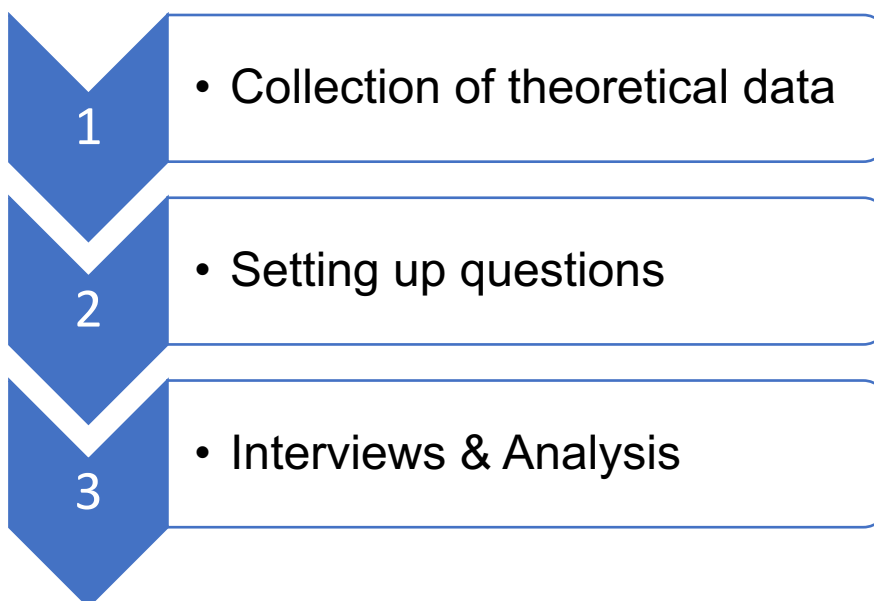 1
• Collection of theoretical data
2
• Setting up questions
3
• Interviews & Analysis